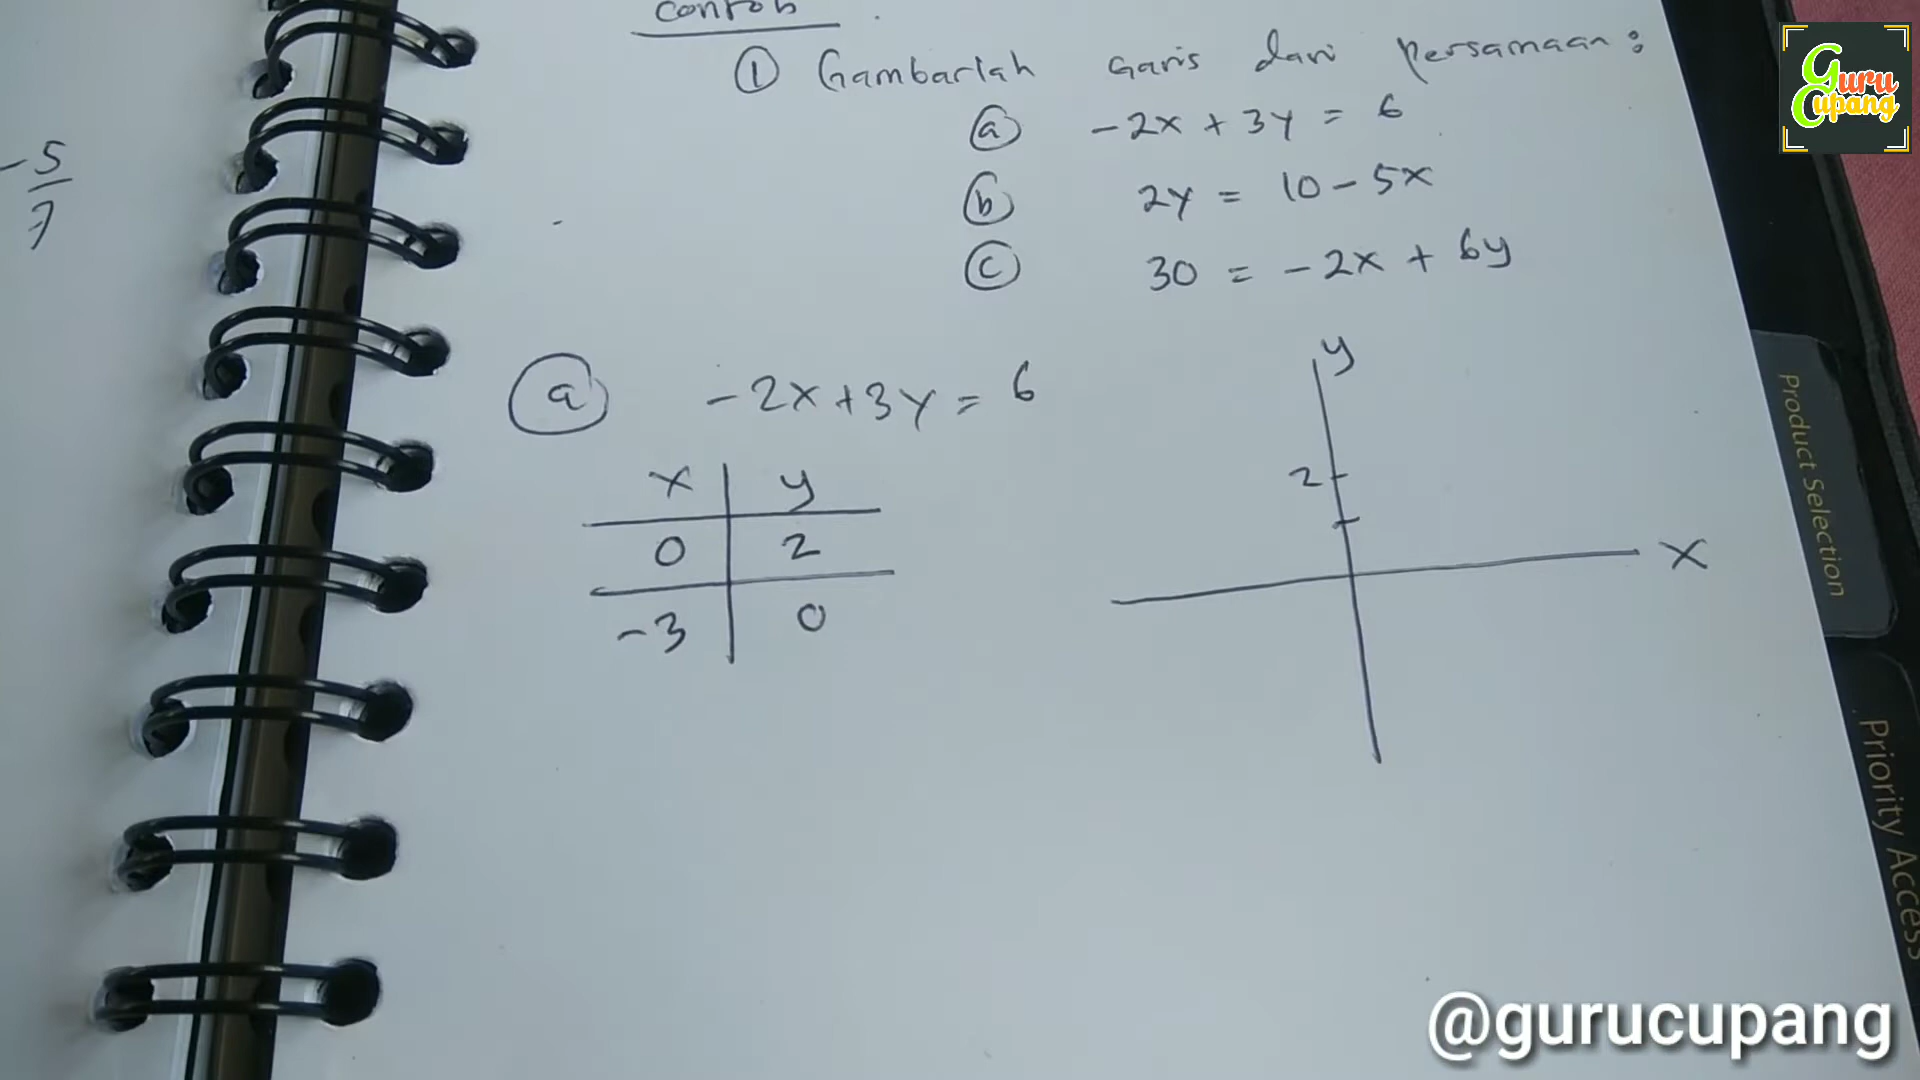 Contoh
① Gambarlah garis dari persamaan :
ⓐ -2x + 3y = 6
ⓑ 2y = 10 - 5x
ⓒ 30 = -2x + 6y
ⓐ -2x + 3y = 6
x y
0 2
-3 0
y
2
x
-5
7
Product Selection
Priority Access
Guru
Cupang
@gurucupang